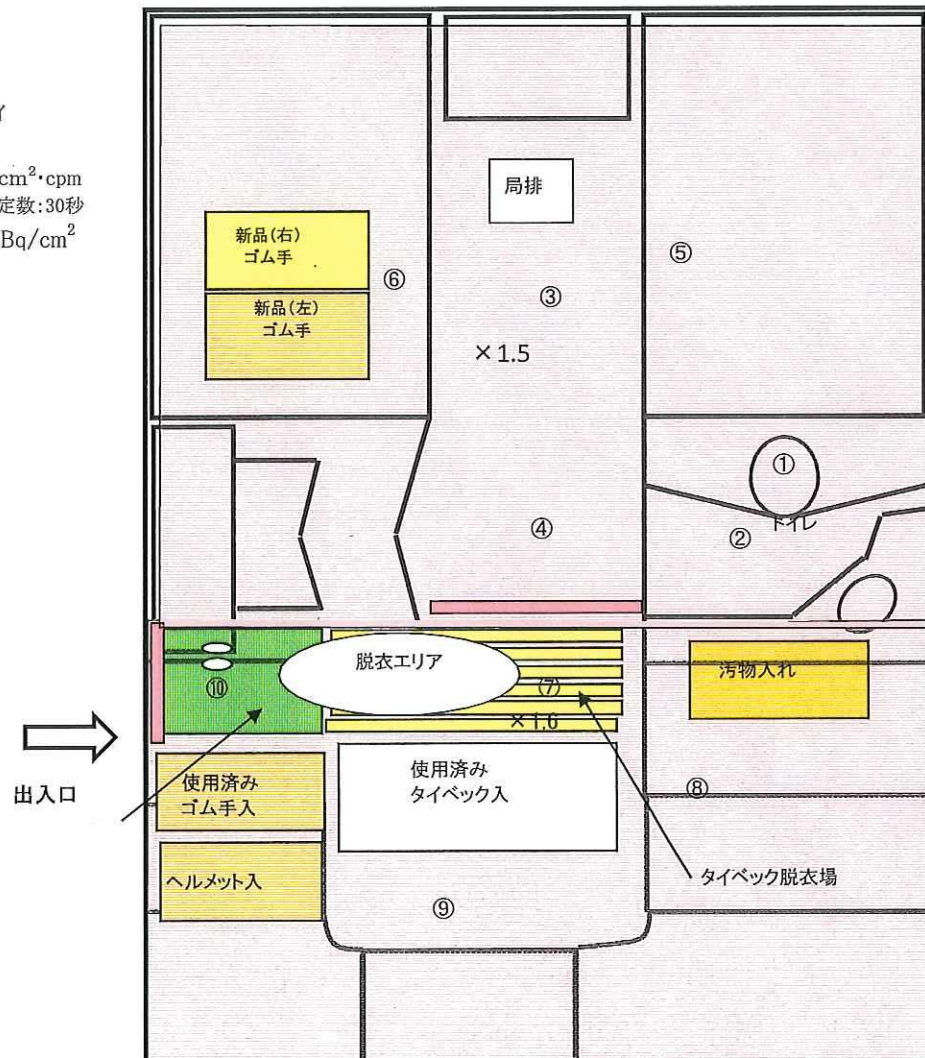 イ
cm²・cpm
定数:30秒
Bq/cm²
局排
新品(右)
ゴム手
新品(左)
ゴム手
⑥
⑤
③
×1.5
①
トイレ
②
④
脱衣エリア
⑩
⑦
×1.6
汚物入れ
出入口
使用済み
ゴム手入
使用済み
タイベック入
⑧
ヘルメット入
タイベック脱衣場
⑨